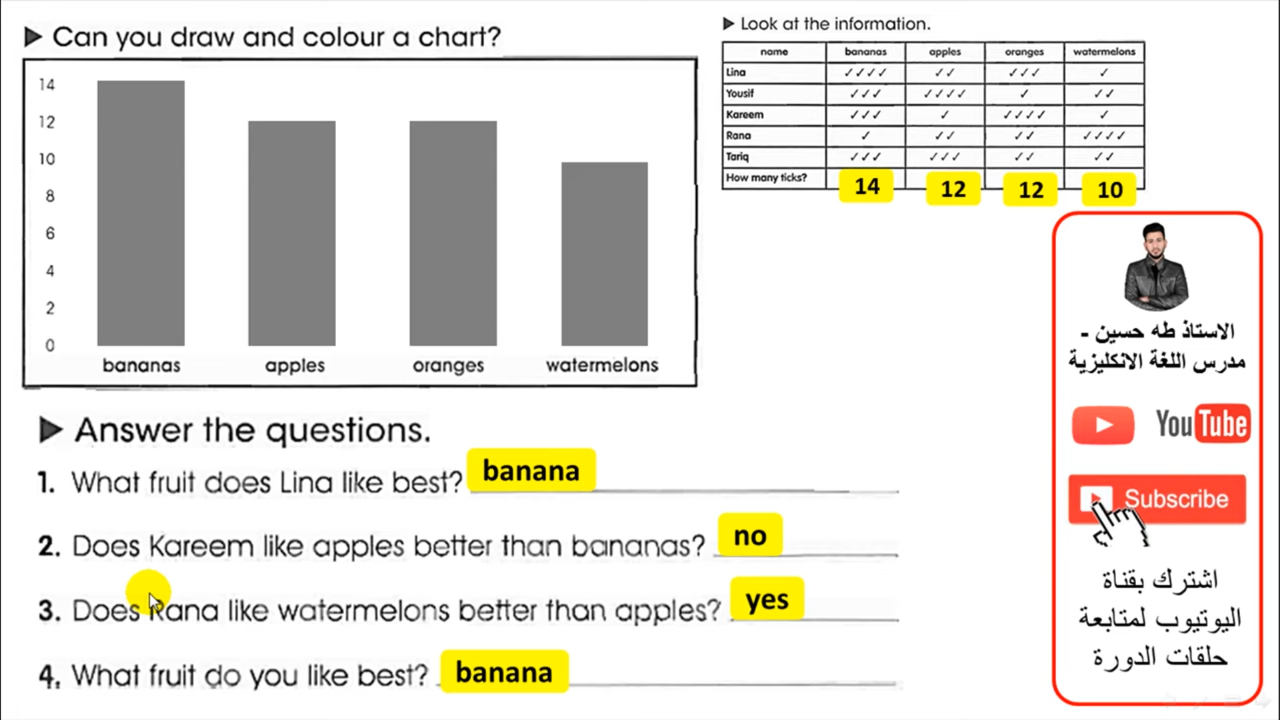 ▶ Can you draw and colour a chart?
14
12
10
8
6
4
2
0
bananas apples oranges watermelons
▶ Look at the information.
name bananas apples oranges watermelons
Lina ✓✓✓✓ ✓✓ ✓✓✓ ✓
Yousif ✓✓✓ ✓✓✓✓ ✓ ✓✓
Kareem ✓✓✓ ✓ ✓✓✓✓ ✓
Rana ✓ ✓✓ ✓✓ ✓✓✓✓
Tariq ✓✓✓ ✓✓✓ ✓✓ ✓✓
How many ticks? 14 12 12 10
▶ Answer the questions.
1. What fruit does Lina like best? banana
2. Does Kareem like apples better than bananas? no
3. Does Rana like watermelons better than apples? yes
4. What fruit do you like best? banana
الاستاذ طه حسين -
مدرس اللغة الانكليزية
YouTube
Subscribe
اشترك بقناة
اليوتيوب لمتابعة
حلقات الدورة